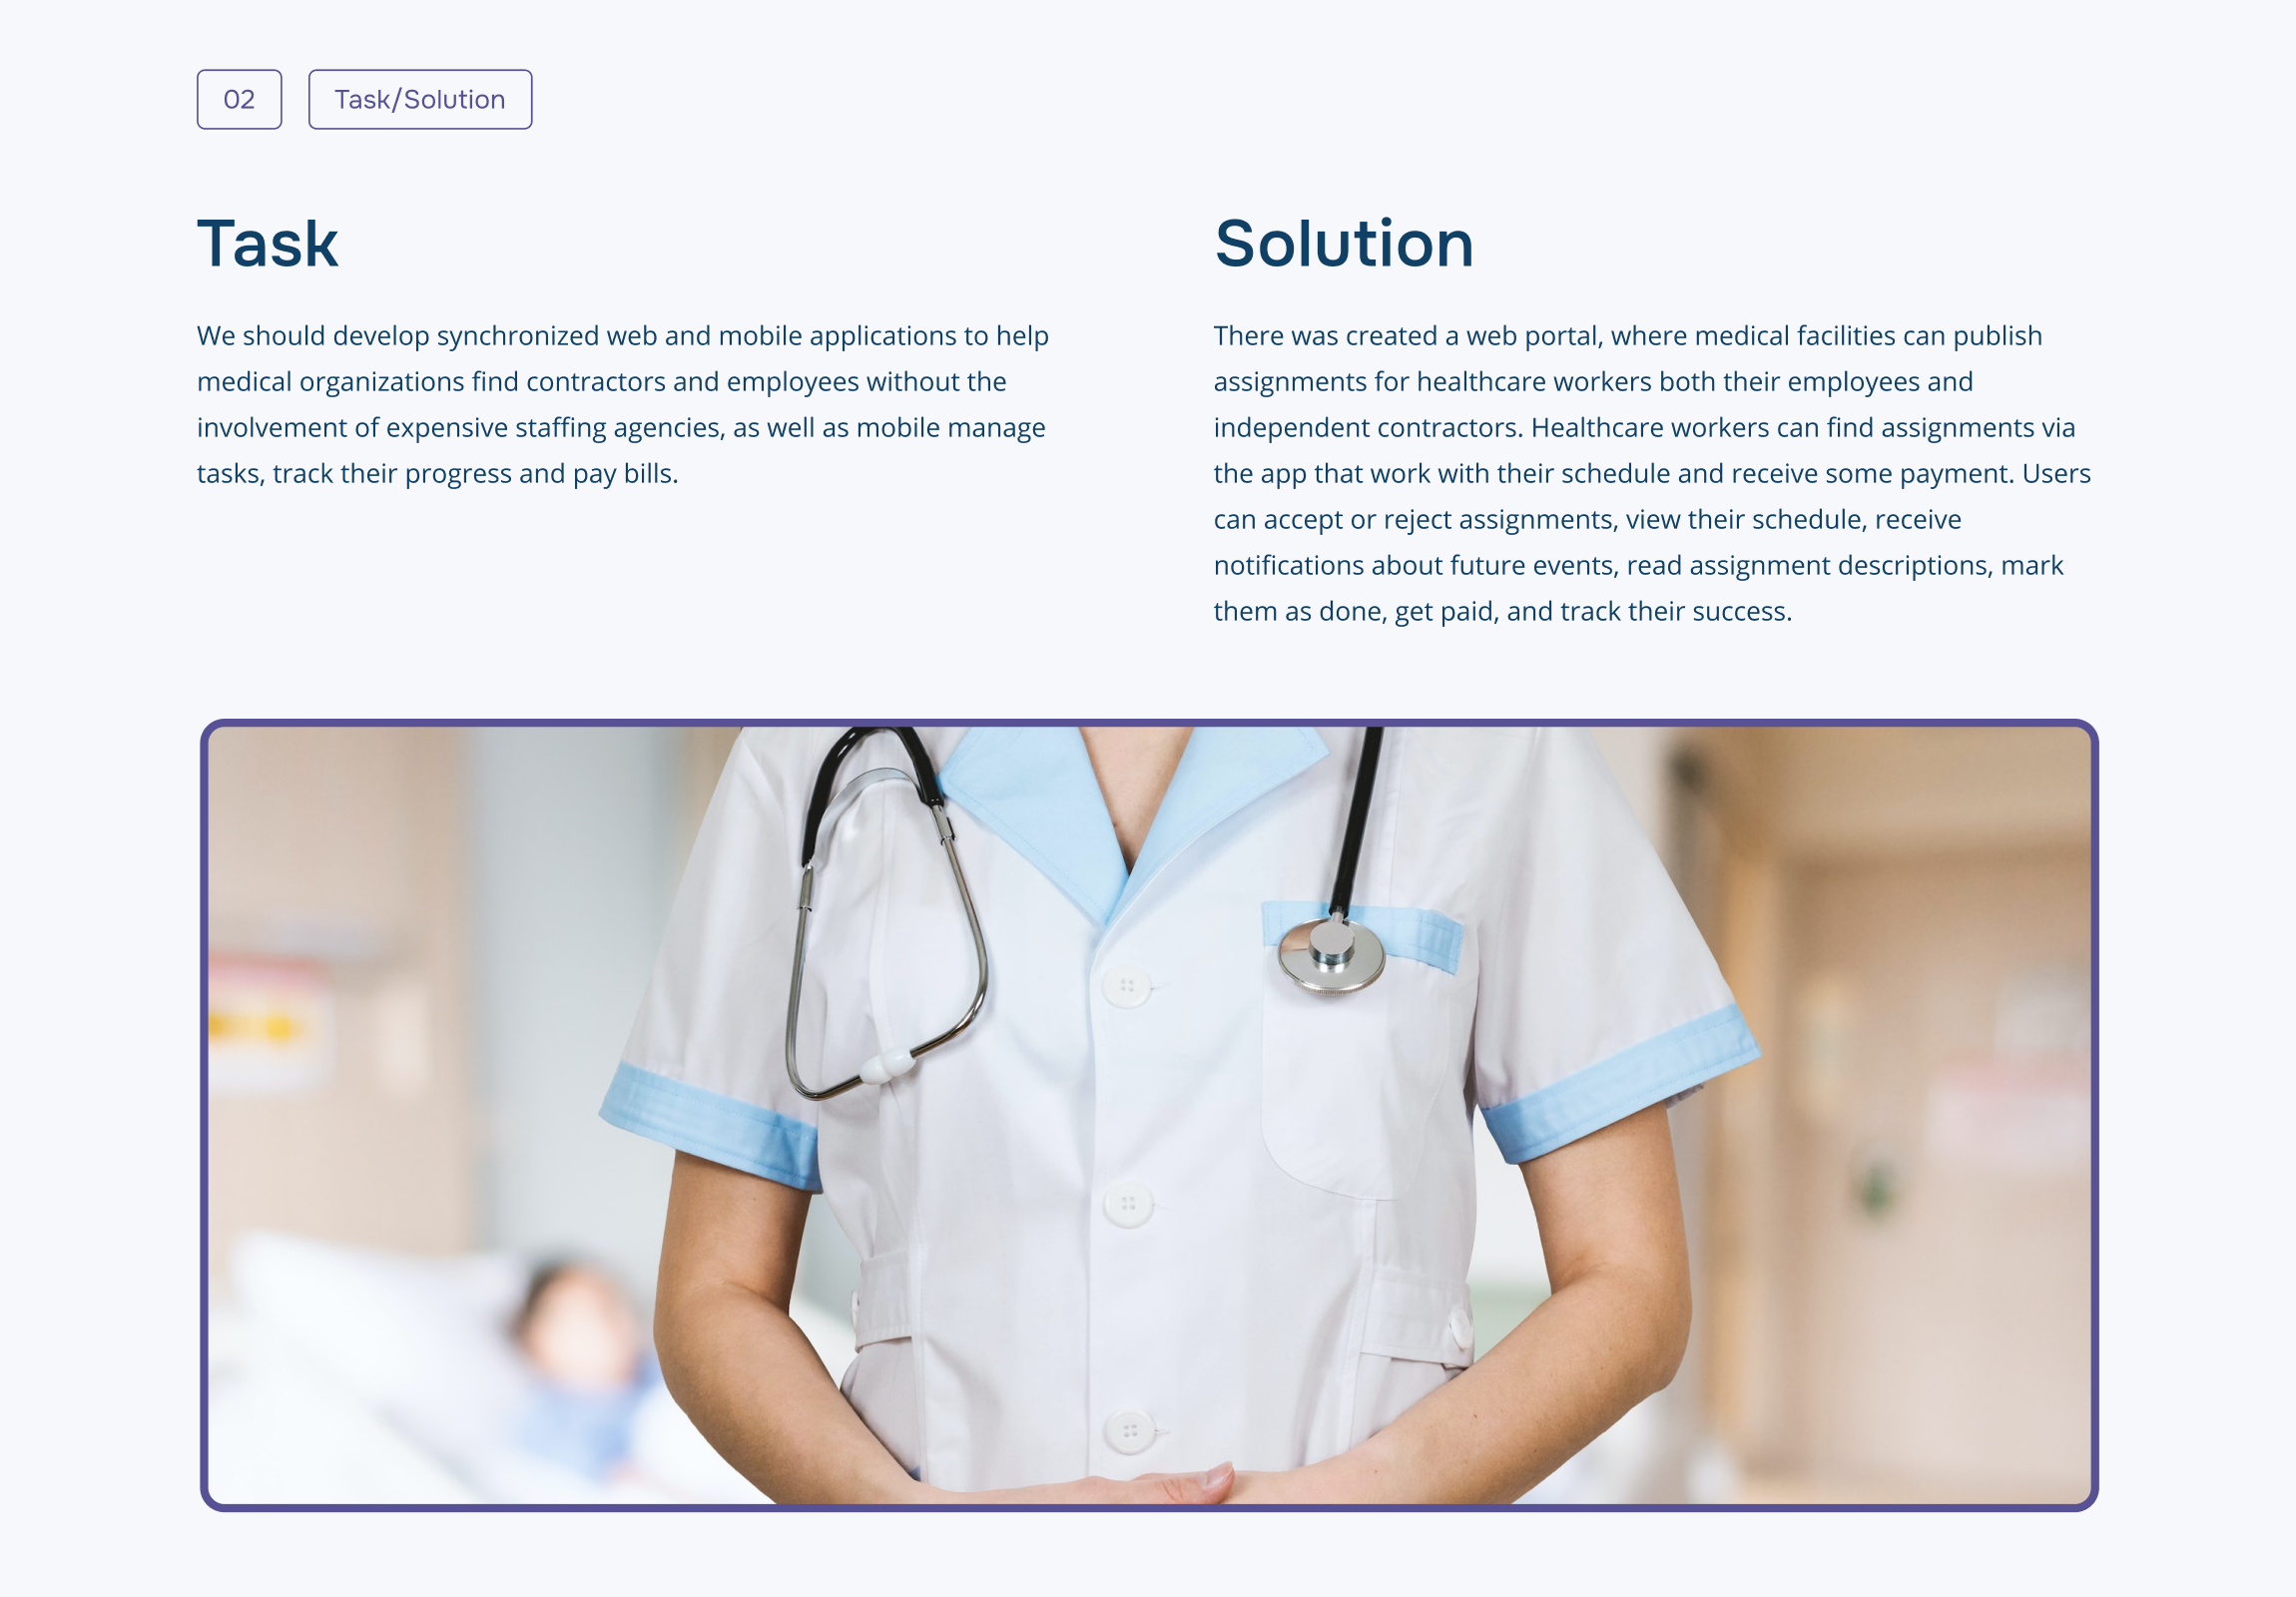 02
Task/Solution
Task
We should develop synchronized web and mobile applications to help
medical organizations find contractors and employees without the
involvement of expensive staffing agencies, as well as mobile manage
tasks, track their progress and pay bills.
Solution
There was created a web portal, where medical facilities can publish
assignments for healthcare workers both their employees and
independent contractors. Healthcare workers can find assignments via
the app that work with their schedule and receive some payment. Users
can accept or reject assignments, view their schedule, receive
notifications about future events, read assignment descriptions, mark
them as done, get paid, and track their success.